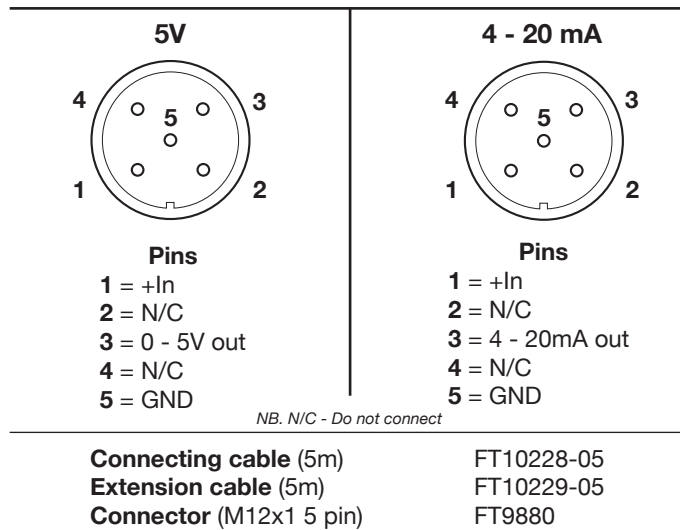 5V
4
3
5
1
2
Pins
1 = +In
2 = N/C
3 = 0 - 5V out
4 = N/C
5 = GND
4 - 20 mA
4
3
5
1
2
Pins
1 = +In
2 = N/C
3 = 4 - 20mA out
4 = N/C
5 = GND
NB. N/C - Do not connect
Connecting cable (5m) FT10228-05
Extension cable (5m) FT10229-05
Connector (M12x1 5 pin) FT9880